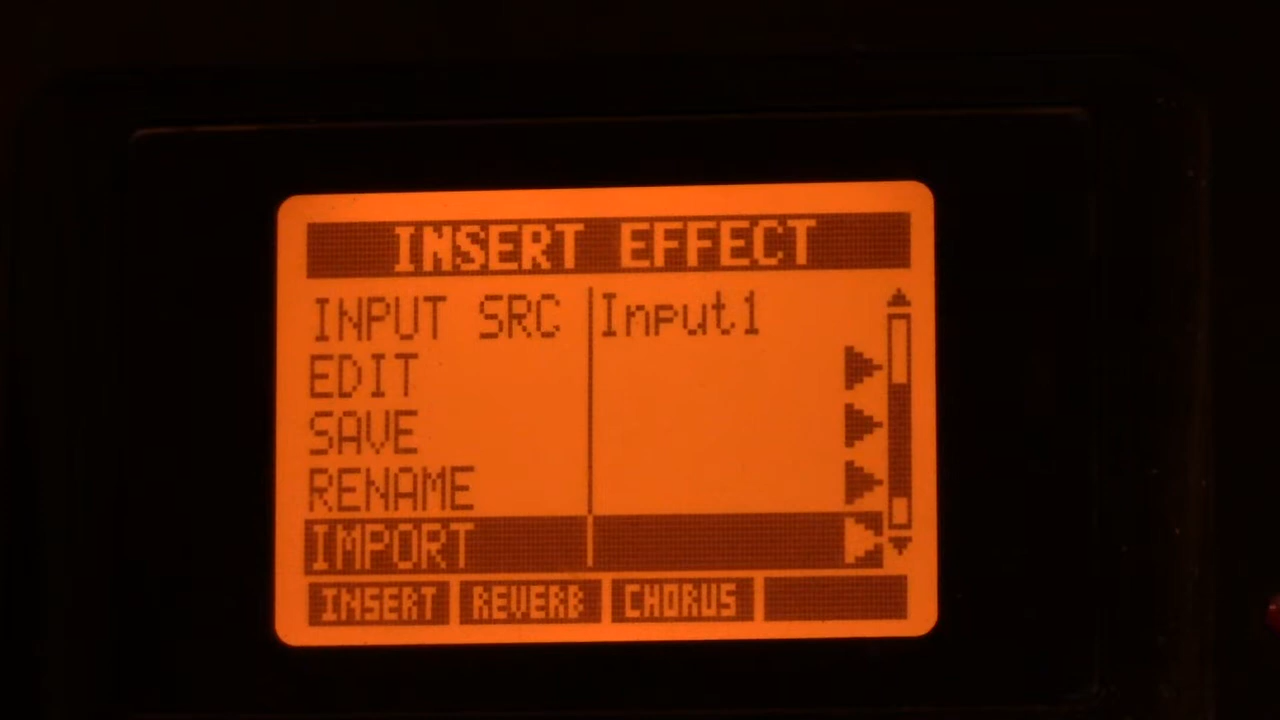 INSERT EFFECT
INPUT SRC Input1
EDIT
SAVE
RENAME
IMPORT
INSERT REVERB CHORUS